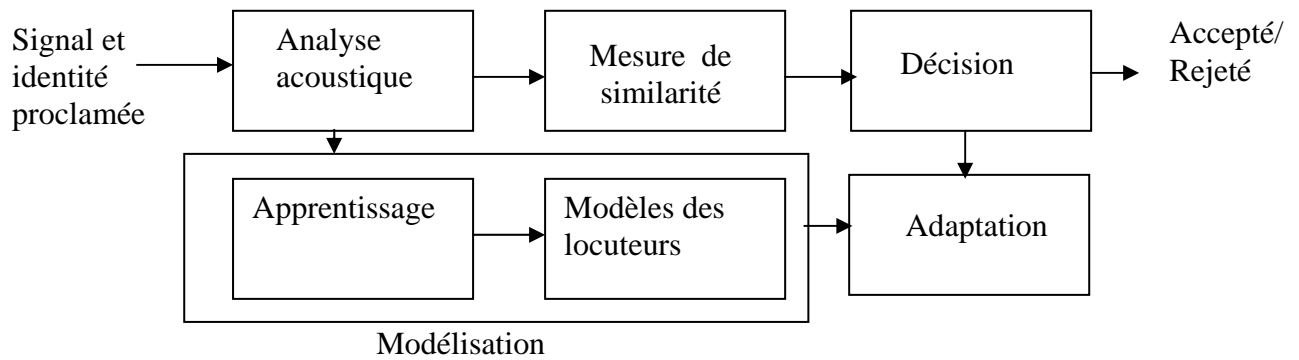 Signal et
identité
proclamée
Analyse
acoustique
Mesure de
similarité
Décision
Accepté/
Rejeté
Apprentissage
Modèles des
locuteurs
Adaptation
Modélisation